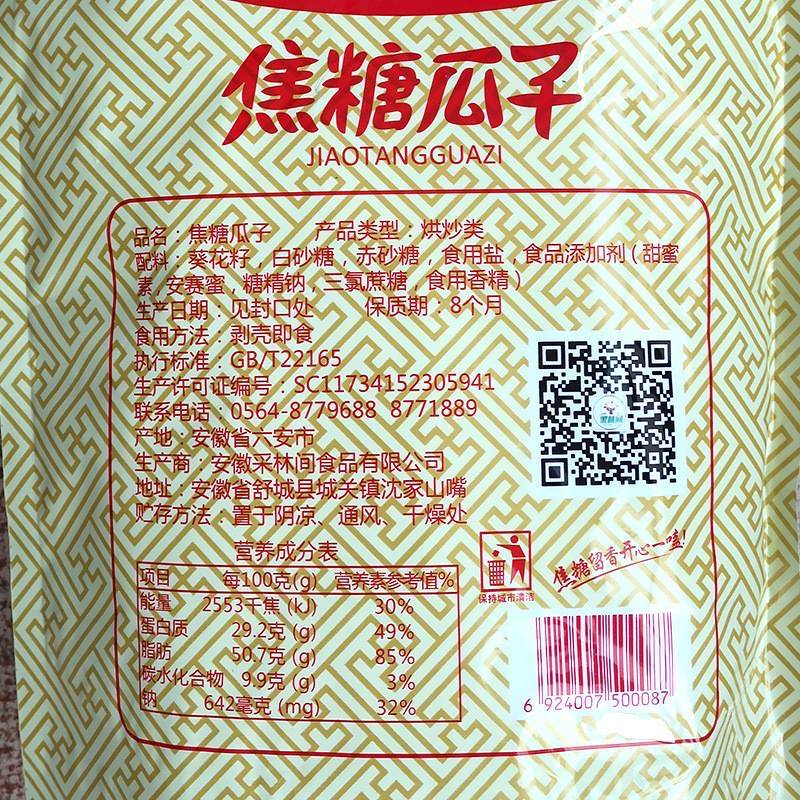 焦糖瓜子
JIAOTANGGUAZI
品名：焦糖瓜子 产品类型：烘炒类
配料：葵花籽，白砂糖，赤砂糖，食用盐，食品添加剂（甜蜜
素，安赛蜜，糖精钠，三氯蔗糖，食用香精）
生产日期：见封口处 保质期：8个月
食用方法：剥壳即食
执行标准：GB/T22165
生产许可证编号：SC11734152305941
联系电话：0564-8779688 8771889
产地：安徽省六安市
生产商：安徽采林间食品有限公司
地址：安徽省舒城县城关镇沈家山嘴
贮存方法：置于阴凉、通风、干燥处
营养成分表
项目 每100克(g) 营养素参考值%
能量 2553千焦 (kJ) 30%
蛋白质 29.2克 (g) 49%
脂肪 50.7克 (g) 85%
碳水化合物 9.9克 (g) 3%
钠 642毫克 (mg) 32%
保持城市清洁
焦糖留香开心一嗑!
6 924007 500087